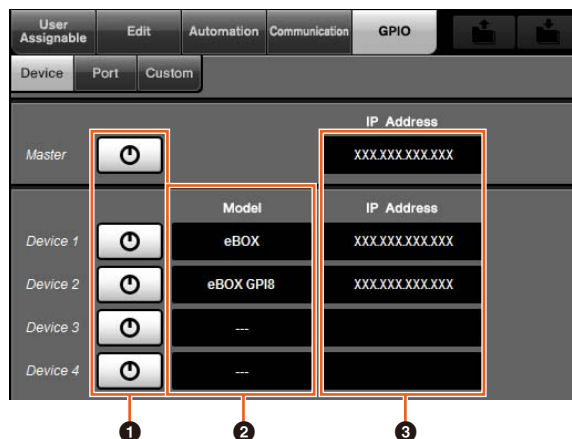 User Assignable Edit Automation Communication GPIO
Device Port Custom
IP Address
Master XXX.XXX.XXX.XXX
Model IP Address
Device 1 eBOX XXX.XXX.XXX.XXX
Device 2 eBOX GPI8 XXX.XXX.XXX.XXX
Device 3 ---
Device 4 ---
1 2 3